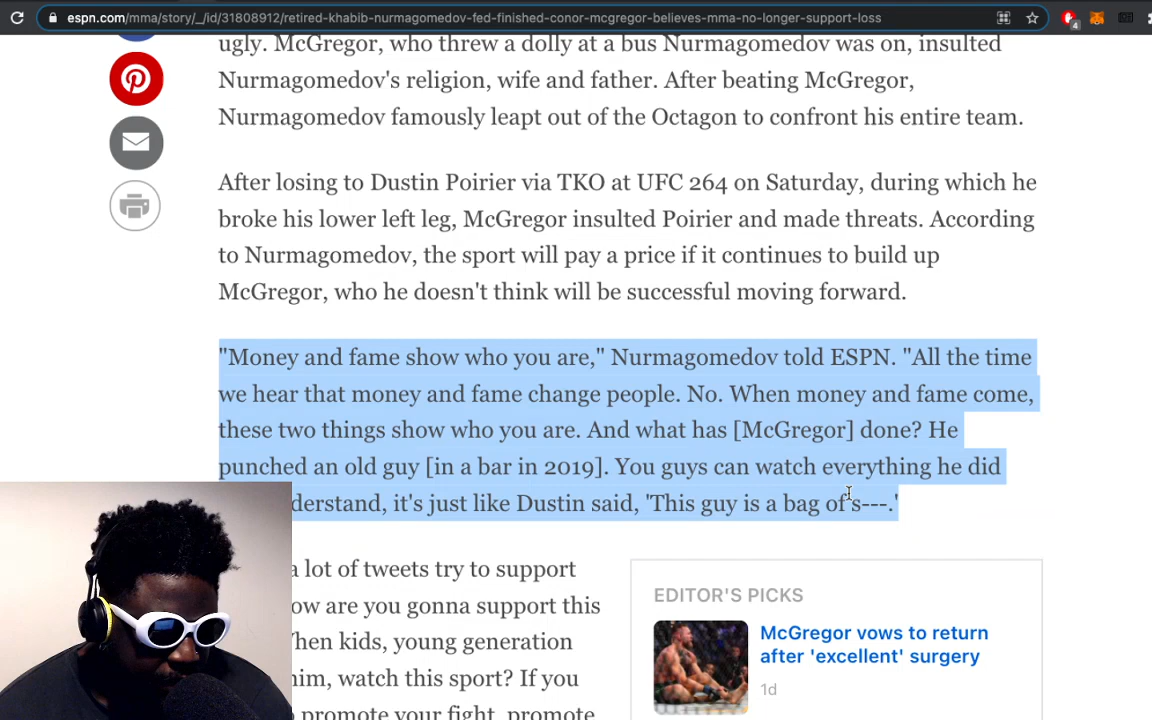 espn.com/mma/story/_/id/31808912/retired-khabib-nurmagomedov-fed-finished-conor-mcgregor-believes-mma-no-longer-support-loss
4
ugly. McGregor, who threw a dolly at a bus Nurmagomedov was on, insulted
Nurmagomedov's religion, wife and father. After beating McGregor,
Nurmagomedov famously leapt out of the Octagon to confront his entire team.
After losing to Dustin Poirier via TKO at UFC 264 on Saturday, during which he
broke his lower left leg, McGregor insulted Poirier and made threats. According
to Nurmagomedov, the sport will pay a price if it continues to build up
McGregor, who he doesn't think will be successful moving forward.
"Money and fame show who you are," Nurmagomedov told ESPN. "All the time
we hear that money and fame change people. No. When money and fame come,
these two things show who you are. And what has [McGregor] done? He
punched an old guy [in a bar in 2019]. You guys can watch everything he did
derstand, it's just like Dustin said, 'This guy is a bag of s---.'
a lot of tweets try to support
ow are you gonna support this
hen kids, young generation
him, watch this sport? If you
promote your fight, promote
EDITOR'S PICKS
McGregor vows to return
after 'excellent' surgery
1d